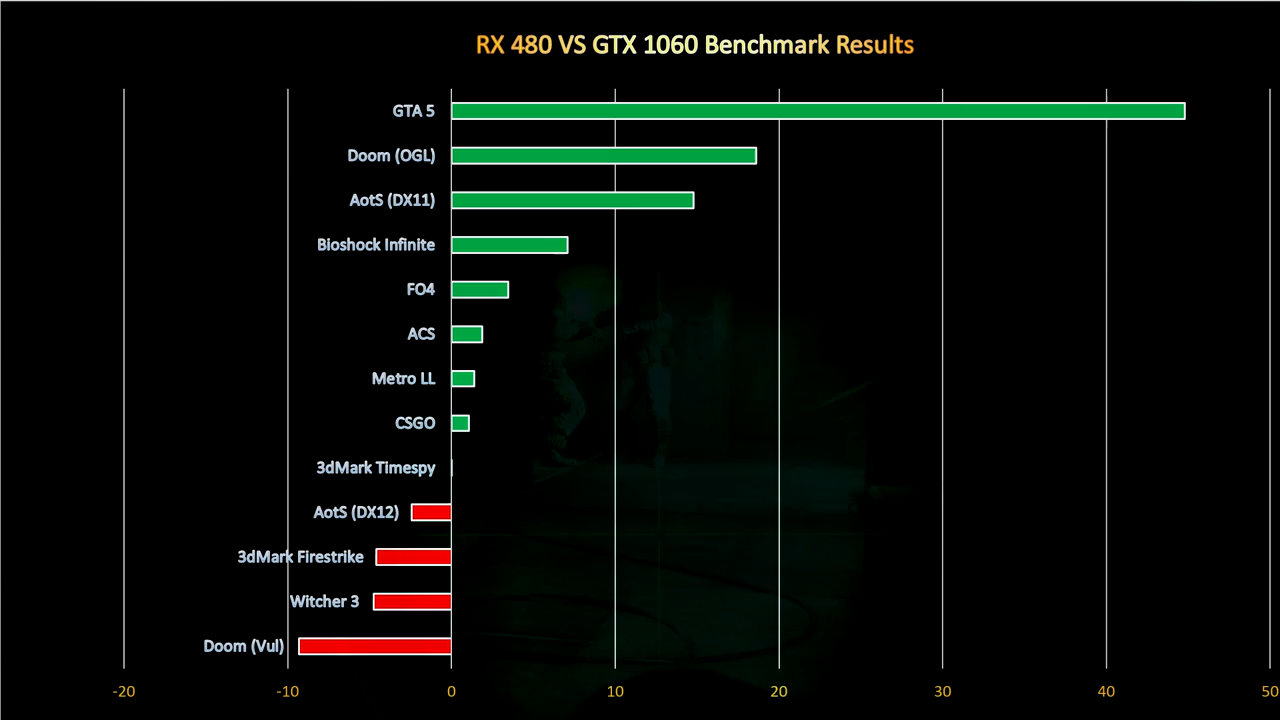 RX 480 VS GTX 1060 Benchmark Results
GTA 5
Doom (OGL)
AotS (DX11)
Bioshock Infinite
FO4
ACS
Metro LL
CSGO
3dMark Timespy
AotS (DX12)
3dMark Firestrike
Witcher 3
Doom (Vul)
-20 -10 0 10 20 30 40 50